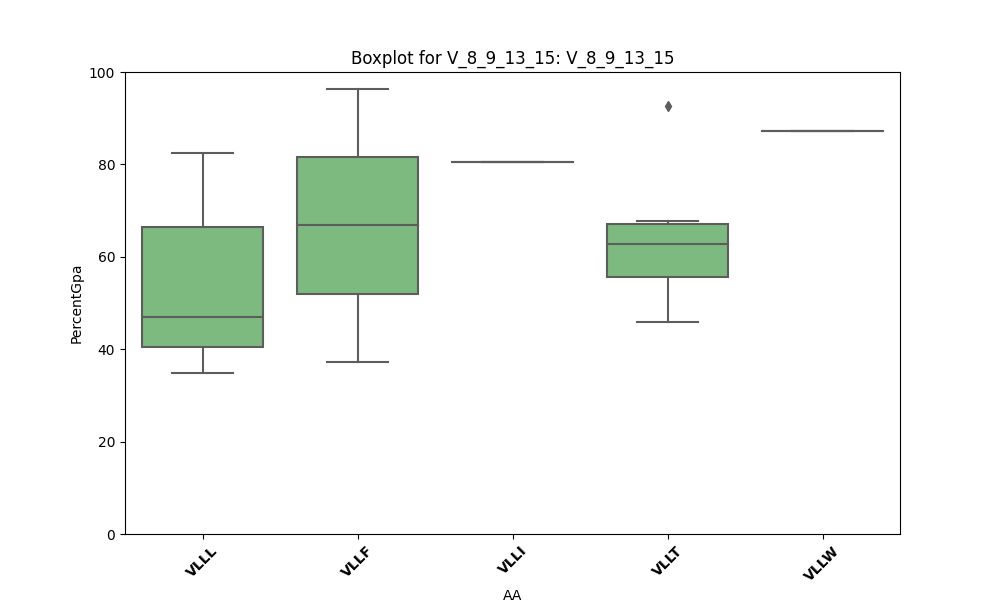 Boxplot for V_8_9_13_15: V_8_9_13_15
100
80
60
40
20
0
PercentGpa
VLLL
VLLF
VLLI
VLLT
VLLW
AA